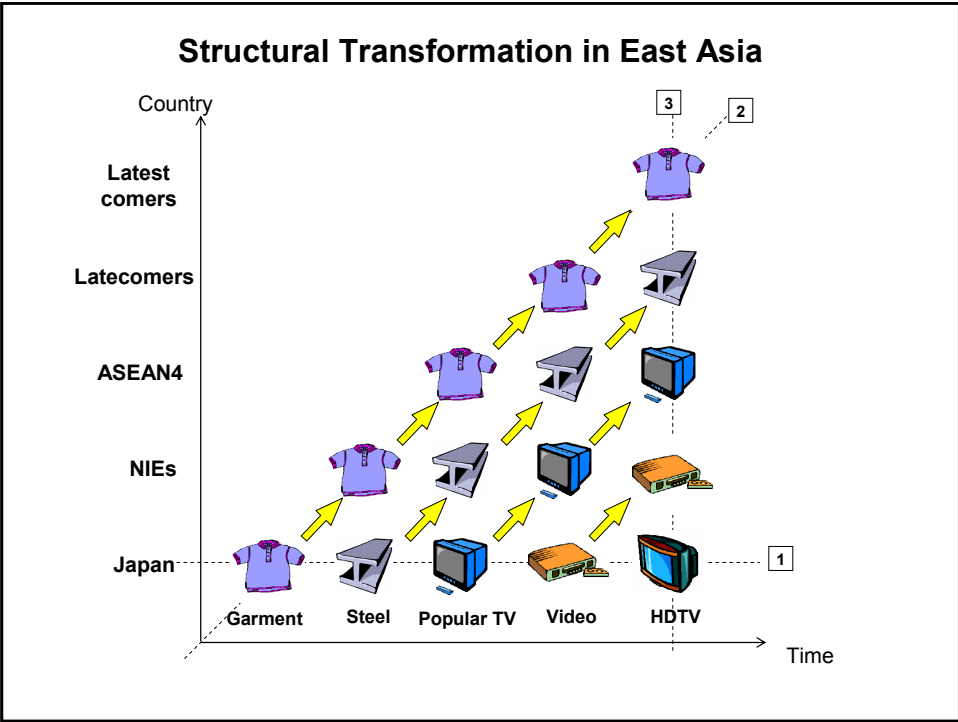 Structural Transformation in East Asia
Country
3
2
Latest
comers
Latecomers
ASEAN4
NIEs
Japan
1
Garment
Steel
Popular TV
Video
HDTV
Time